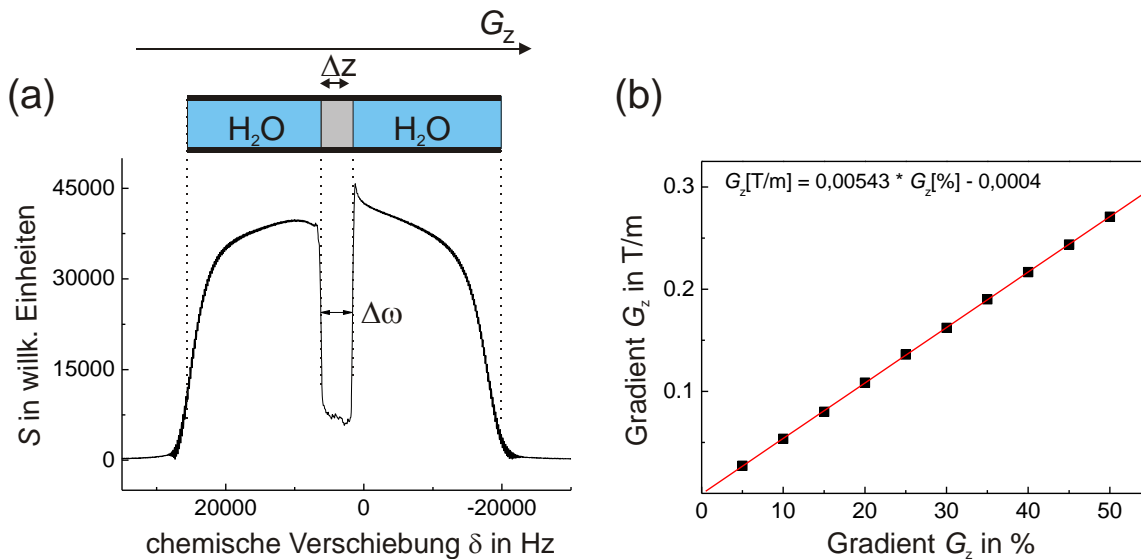 G_z
(a)
Δz
H₂O H₂O
45000
30000
15000
0
S in willk. Einheiten
Δω
20000 0 -20000
chemische Verschiebung δ in Hz
(b)
G_z[T/m] = 0,00543 * G_z[%] - 0,0004
0.3
0.2
0.1
Gradient G_z in T/m
0 10 20 30 40 50
Gradient G_z in %